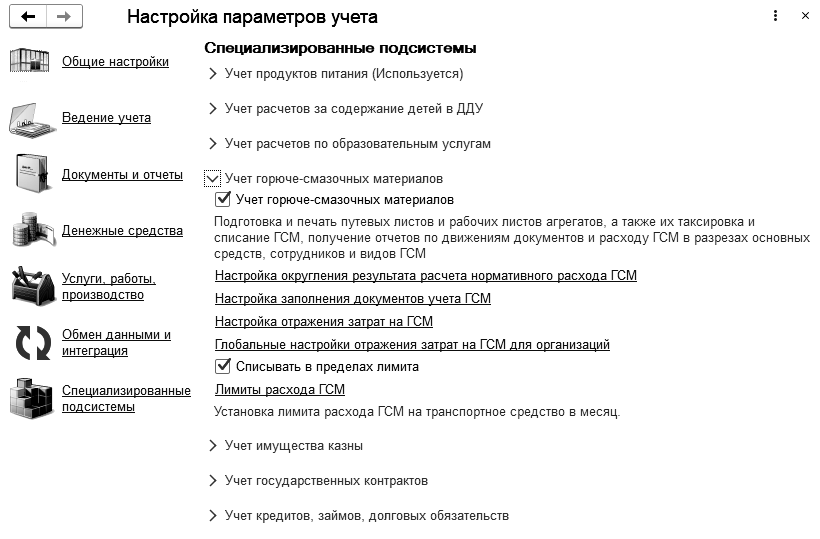 Настройка параметров учета
Общие настройки
Ведение учета
Документы и отчеты
Денежные средства
Услуги, работы,
производство
Обмен данными и
интеграция
Специализированные
подсистемы
Специализированные подсистемы
Учет продуктов питания (Используется)
Учет расчетов за содержание детей в ДДУ
Учет расчетов по образовательным услугам
Учет горюче-смазочных материалов
Учет горюче-смазочных материалов
Подготовка и печать путевых листов и рабочих листов агрегатов, а также их таксировка и
списание ГСМ, получение отчетов по движениям документов и расходу ГСМ в разрезах основных
средств, сотрудников и видов ГСМ
Настройка округления результата расчета нормативного расхода ГСМ
Настройка заполнения документов учета ГСМ
Настройка отражения затрат на ГСМ
Глобальные настройки отражения затрат на ГСМ для организаций
Списывать в пределах лимита
Лимиты расхода ГСМ
Установка лимита расхода ГСМ на транспортное средство в месяц.
Учет имущества казны
Учет государственных контрактов
Учет кредитов, займов, долговых обязательств